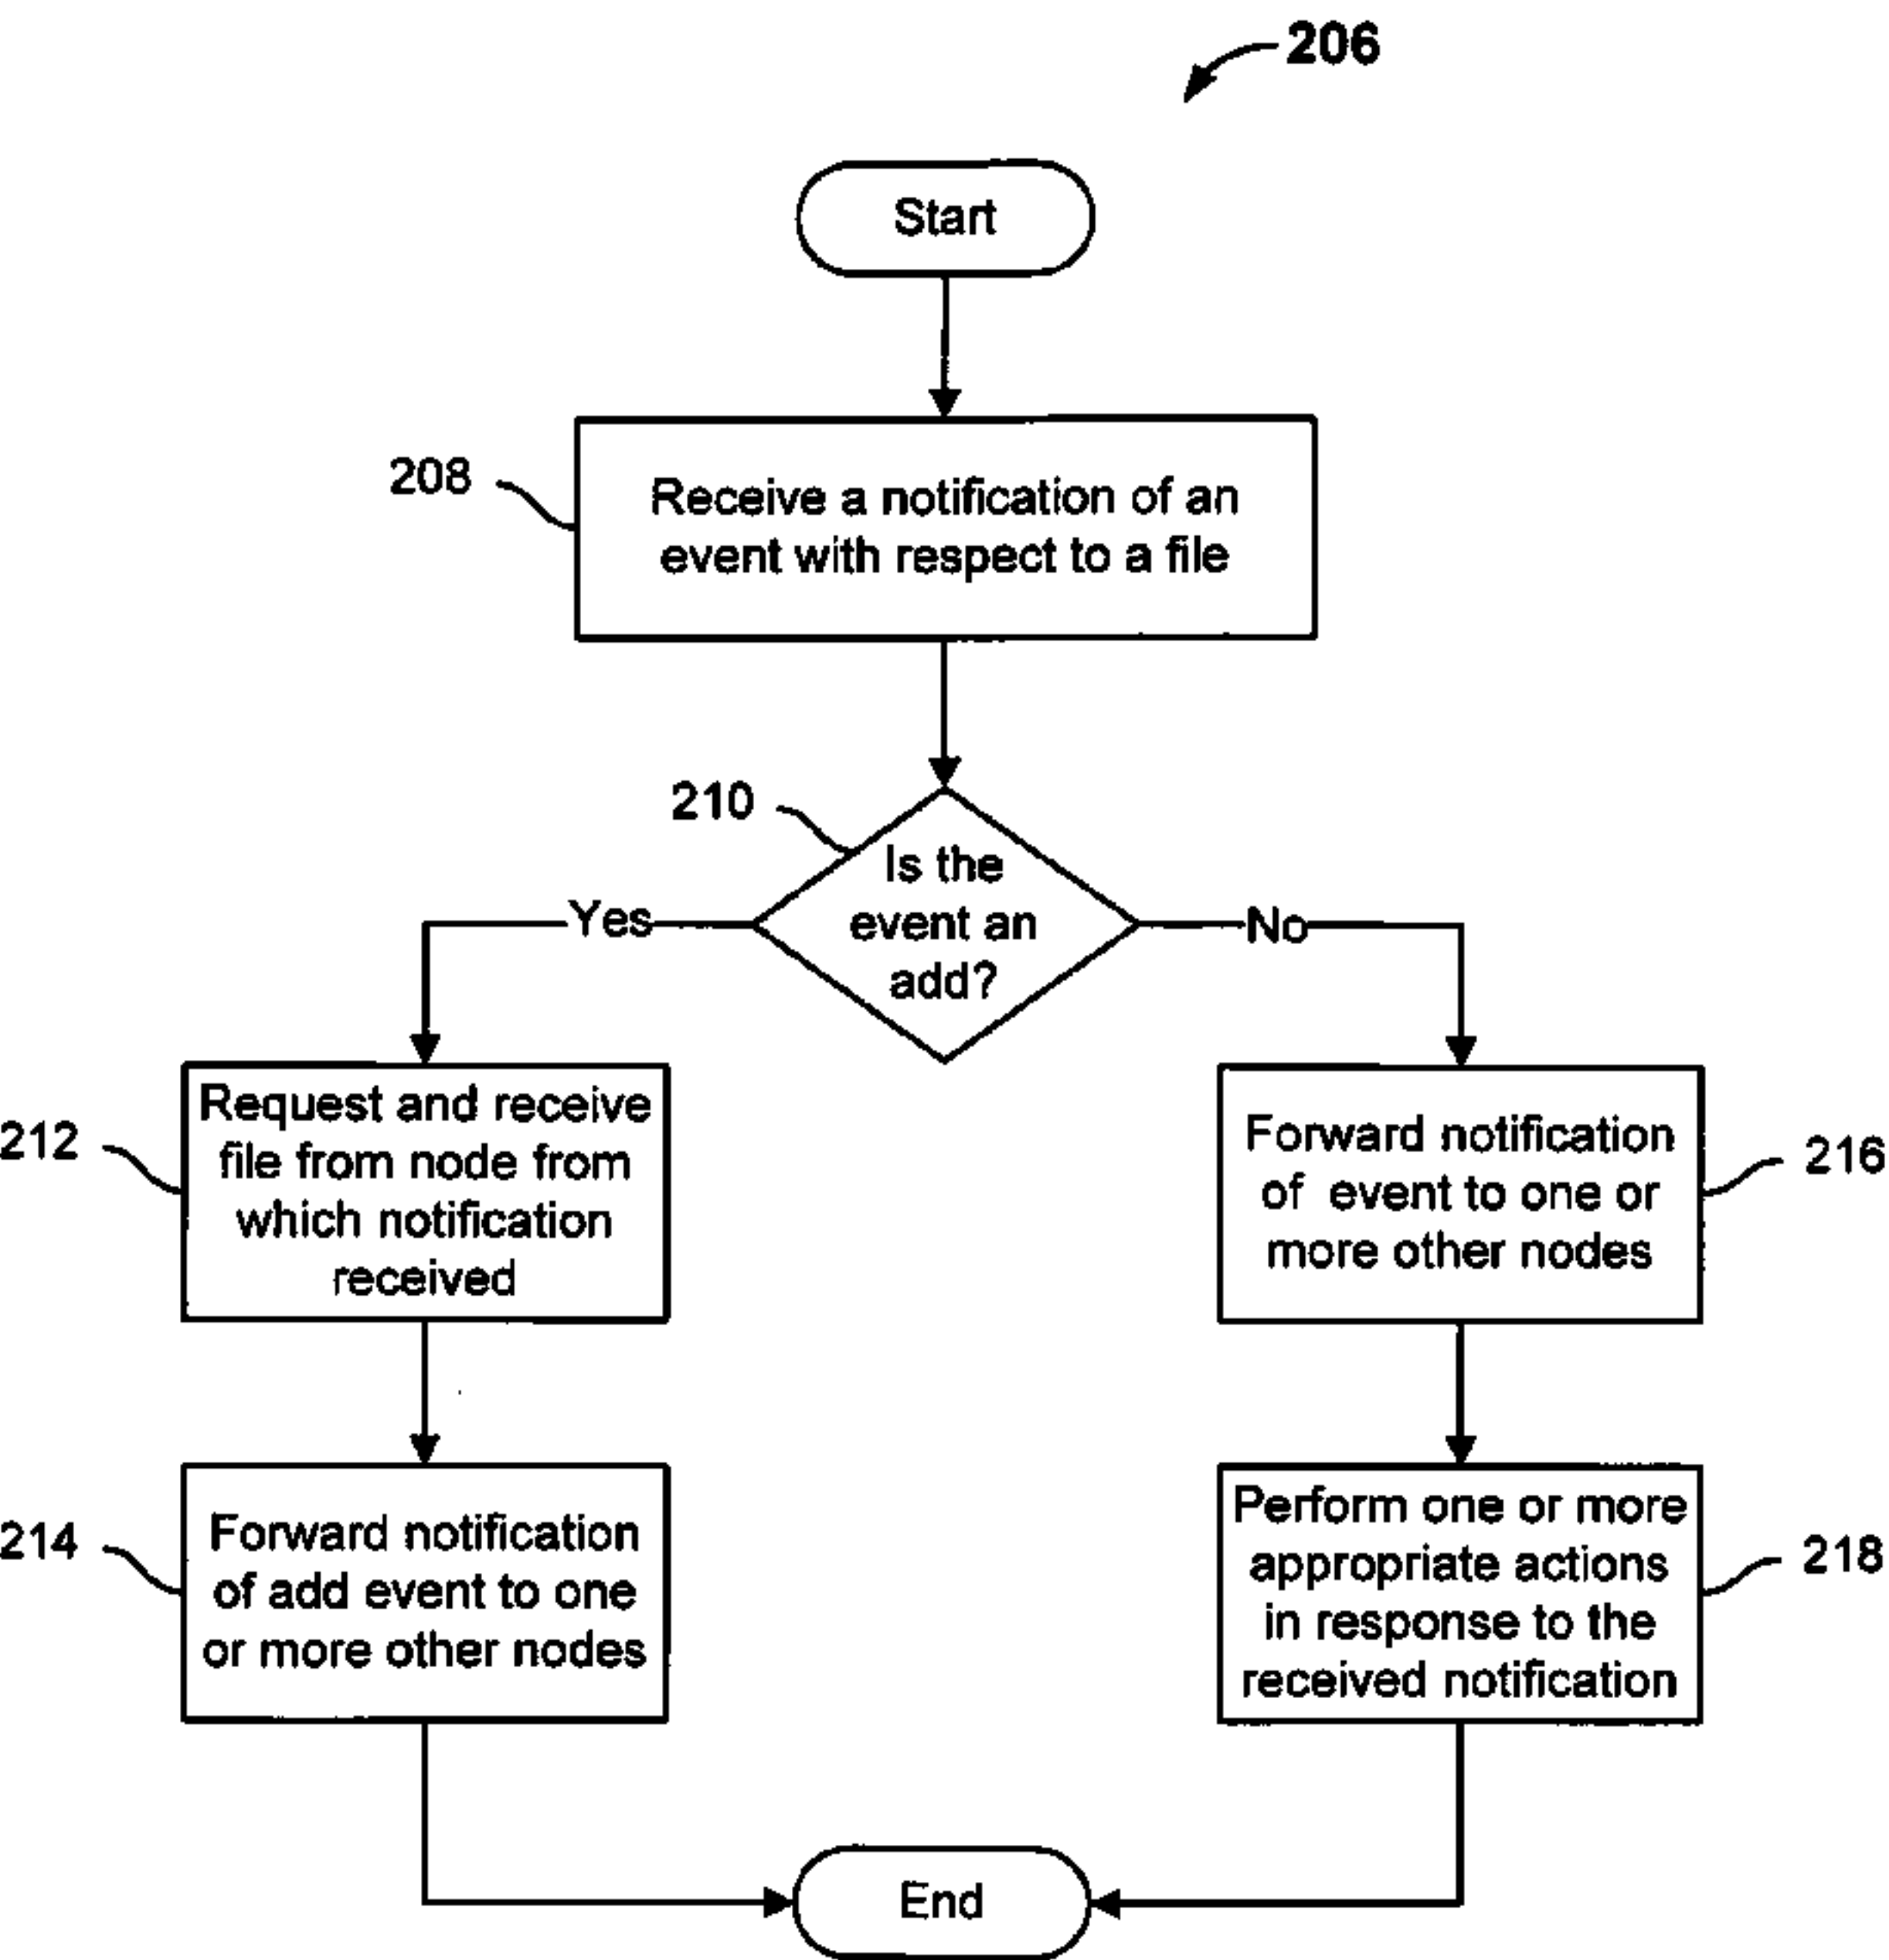 206
Start
208
Receive a notification of an
event with respect to a file
210
Is the
event an
add?
Yes
No
212
Request and receive
file from node from
which notification
received
Forward notification
of event to one or
more other nodes
216
214
Forward notification
of add event to one
or more other nodes
Perform one or more
appropriate actions
in response to the
received notification
218
End